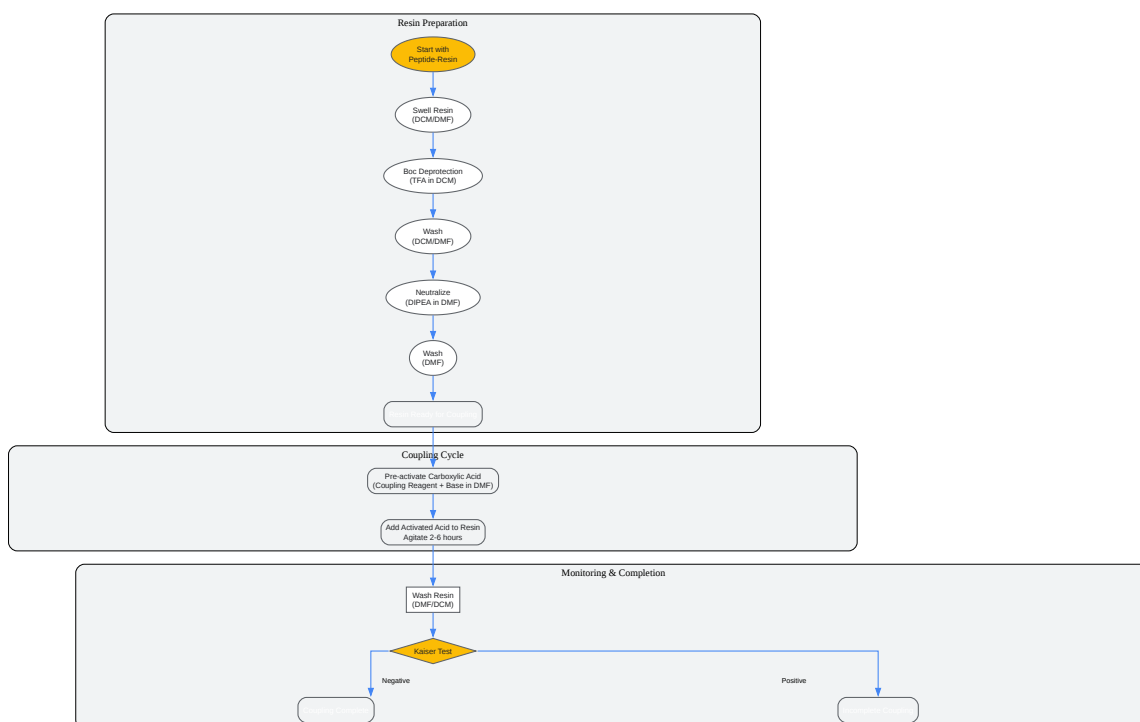 Resin Preparation
Start with
Peptide-Resin
Swell Resin
(DCM/DMF)
Boc Deprotection
(TFA in DCM)
Wash
(DCM/DMF)
Neutralize
(DIPEA in DMF)
Wash
(DMF)
Coupling Cycle
Pre-activate Carboxylic Acid
(Coupling Reagent + Base in DMF)
Add Activated Acid to Resin
Agitate 2-6 hours
Monitoring & Completion
Wash Resin
(DMF/DCM)
Kaiser Test
Negative
Positive